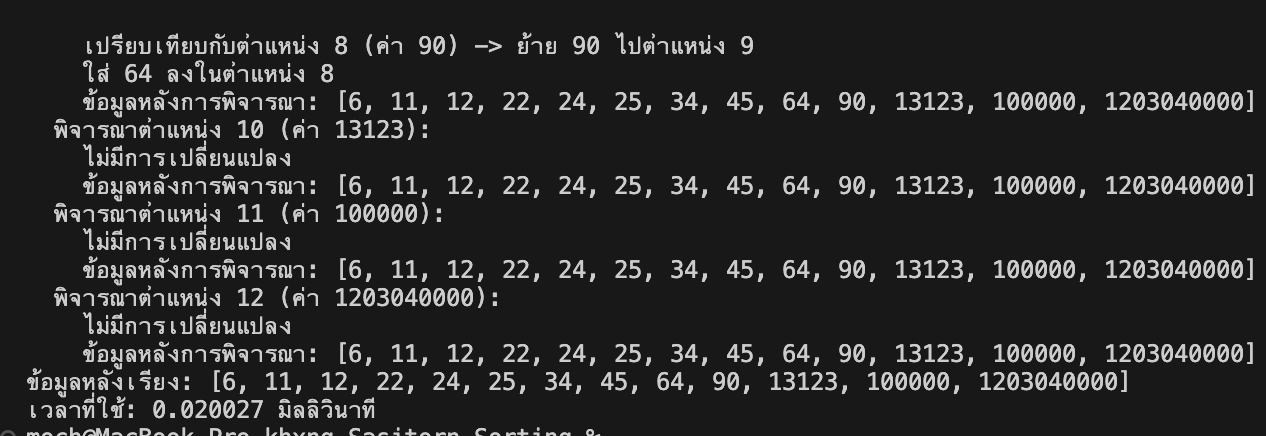 เปรียบเทียบกับตำแหน่ง 8 (ค่า 90) —> ย้าย 90 ไปตำแหน่ง 9
ใส่ 64 ลงในตำแหน่ง 8
ข้อมูลหลังการพิจารณา: [6, 11, 12, 22, 24, 25, 34, 45, 64, 90, 13123, 100000, 1203040000]
พิจารณาตำแหน่ง 10 (ค่า 13123):
ไม่มีการเปลี่ยนแปลง
ข้อมูลหลังการพิจารณา: [6, 11, 12, 22, 24, 25, 34, 45, 64, 90, 13123, 100000, 1203040000]
พิจารณาตำแหน่ง 11 (ค่า 100000):
ไม่มีการเปลี่ยนแปลง
ข้อมูลหลังการพิจารณา: [6, 11, 12, 22, 24, 25, 34, 45, 64, 90, 13123, 100000, 1203040000]
พิจารณาตำแหน่ง 12 (ค่า 1203040000):
ไม่มีการเปลี่ยนแปลง
ข้อมูลหลังการพิจารณา: [6, 11, 12, 22, 24, 25, 34, 45, 64, 90, 13123, 100000, 1203040000]
ข้อมูลหลังเรียง: [6, 11, 12, 22, 24, 25, 34, 45, 64, 90, 13123, 100000, 1203040000]
เวลาที่ใช้: 0.020027 มิลลิวินาที